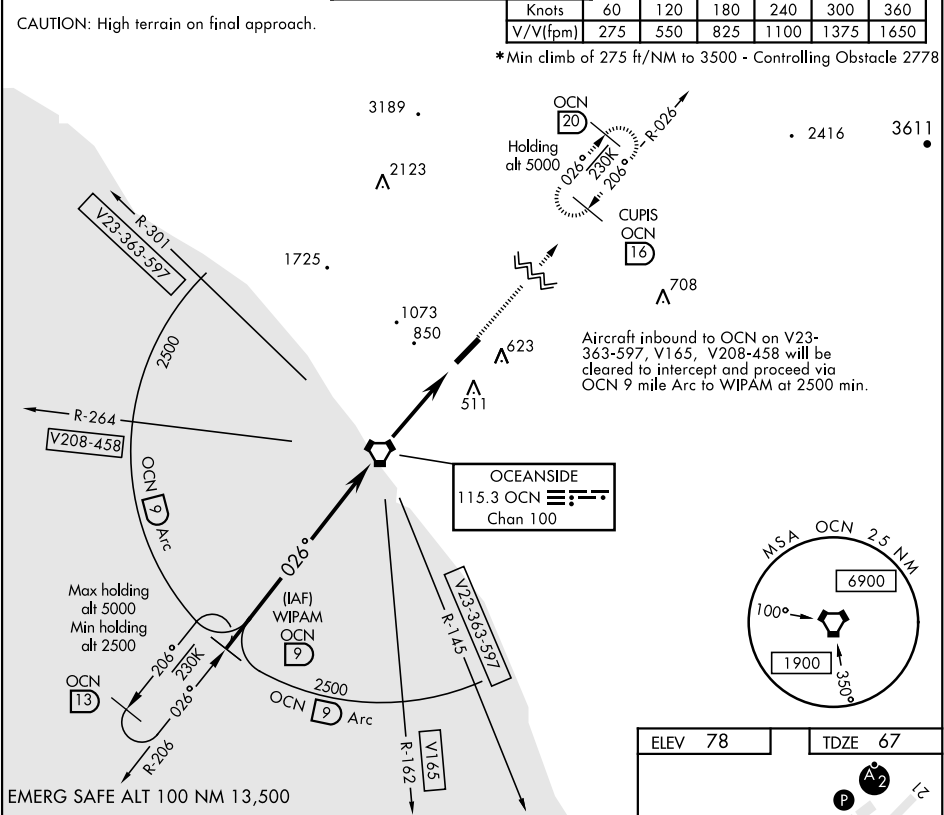 CAUTION: High terrain on final approach.
Knots 60 120 180 240 300 360
V/V(fpm) 275 550 825 1100 1375 1650
*Min climb of 275 ft/NM to 3500 - Controlling Obstacle 2778
3189
OCN
20
R-026
2416
3611
Holding
alt 5000
026°
230K
206°
2123
CUPIS
OCN
16
R-301
V23-363-597
1725
708
1073
850
623
511
Aircraft inbound to OCN on V23-
363-597, V165, V208-458 will be
cleared to intercept and proceed via
OCN 9 mile Arc to WIPAM at 2500 min.
2500
R-264
V208-458
OCN 9 Arc
OCEANSIDE
115.3 OCN
Chan 100
026°
MSA OCN 25 NM
6900
100°
1900
350°
Max holding
alt 5000
Min holding
alt 2500
(IAF)
WIPAM
OCN
9
V23-363-597
R-145
206°
230K
026°
OCN
13
2500
OCN 9 Arc
R-206
R-162
V165
ELEV 78
TDZE 67
A2
P
21
EMERG SAFE ALT 100 NM 13,500